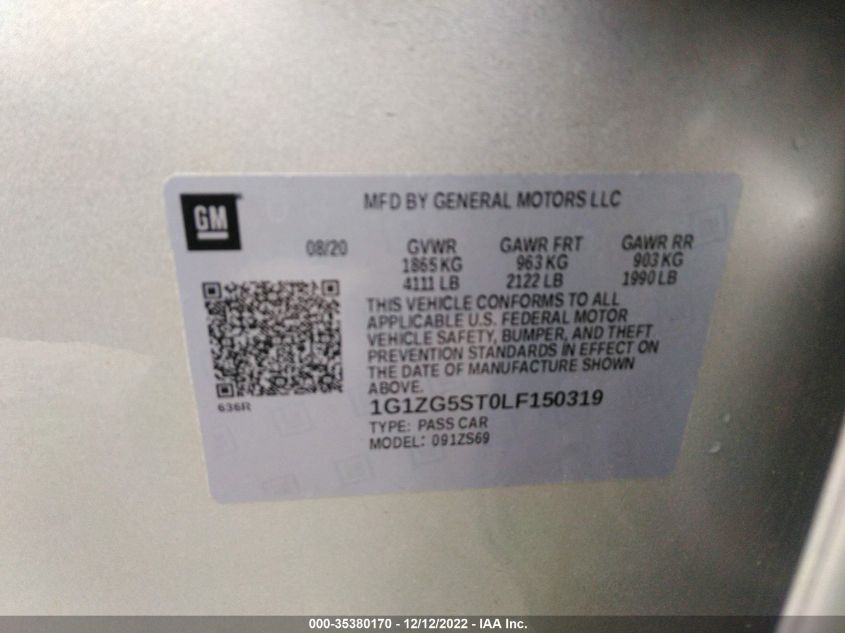 GM
MFD BY GENERAL MOTORS LLC
08/20 GVWR GAWR FRT GAWR RR
1865 KG 963 KG 903 KG
4111 LB 2122 LB 1990 LB
THIS VEHICLE CONFORMS TO ALL
APPLICABLE U.S. FEDERAL MOTOR
VEHICLE SAFETY, BUMPER, AND THEFT
PREVENTION STANDARDS IN EFFECT ON
THE DATE OF MANUFACTURE SHOWN
ABOVE.
636R
1G1ZG5ST0LF150319
TYPE: PASS CAR
MODEL: 091ZS69
000-35380170 - 12/12/2022 - IAA Inc.